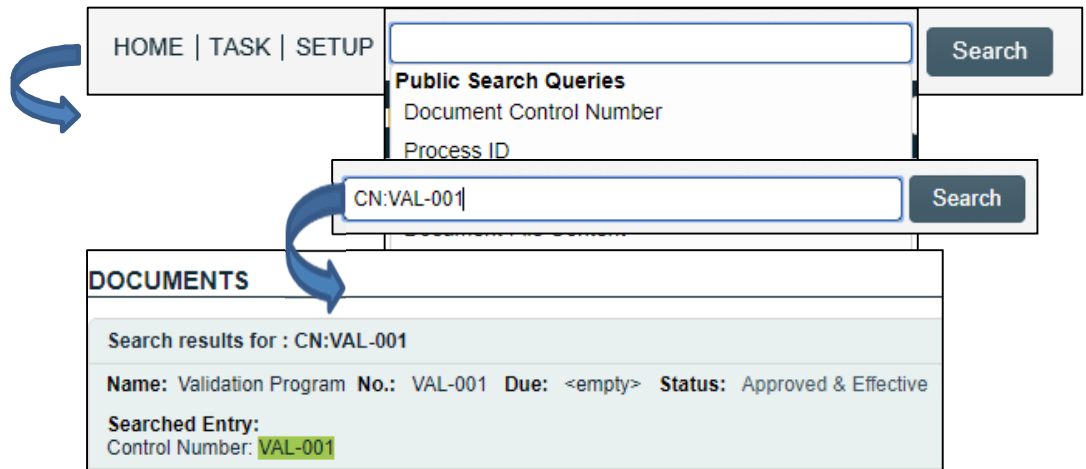 HOME | TASK | SETUP
Search
Public Search Queries
Document Control Number
Process ID
CN:VAL-001
Search
DOCUMENTS
Search results for : CN:VAL-001
Name: Validation Program No.: VAL-001 Due: <empty> Status: Approved & Effective
Searched Entry:
Control Number: VAL-001